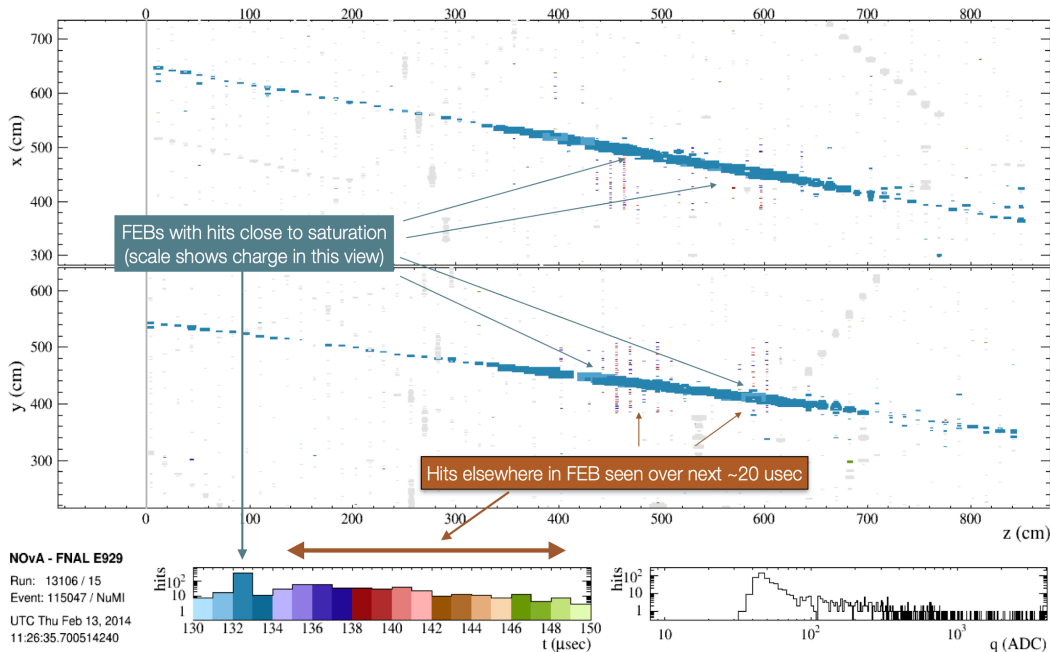 0 100 200 300 400 500 600 700 800
700
600
500
400
300
x (cm)
FEBs with hits close to saturation
(scale shows charge in this view)
600
500
400
300
y (cm)
Hits elsewhere in FEB seen over next ~20 usec
0 100 200 300 400 500 600 700 800
z (cm)
NOvA - FNAL E929
Run: 13106 / 15
Event: 115047 / NuMI
UTC Thu Feb 13, 2014
11:26:35.700514240
hits
10²
10
1
130 132 134 136 138 140 142 144 146 148 150
t (μsec)
hits
10²
10
1
10 10² 10³
q (ADC)